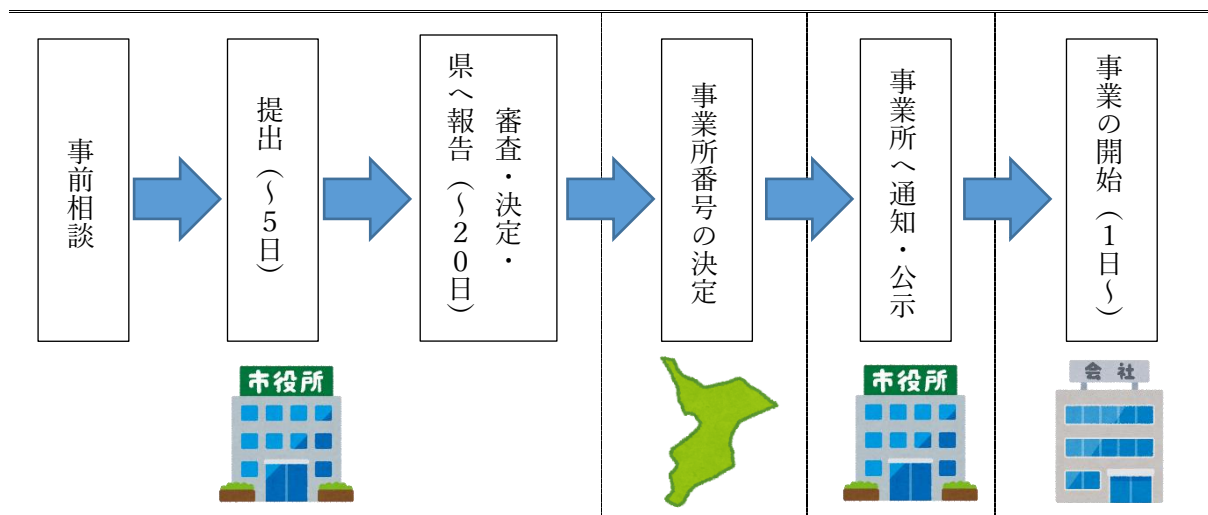 事前相談
提出（～5日）
審査・決定・
県へ報告（～20日）
事業所番号の決定
事業所へ通知・公示
事業の開始（1日～）
市役所
市役所
会社